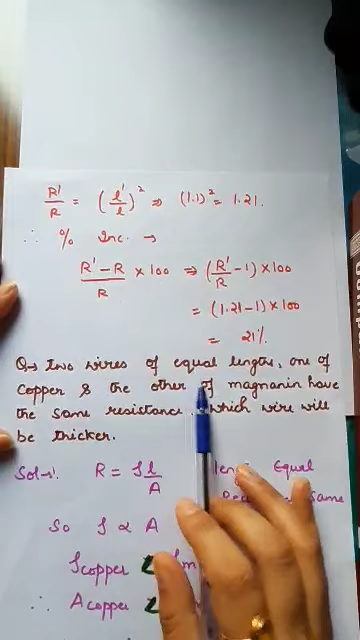 R'/R = (l'/l)² ⇒ (1.1)² = 1.21.
∴ % Inc. →
R' - R / R × 100 ⇒ (R'/R - 1) × 100
= (1.21 - 1) × 100
= 21%
Q→ Two wires of equal lengths, one of
copper & the other of magnanin have
the same resistance. which wire will
be thicker.
Sol→. R = ρl/A length Equal
Same
So ρ ∝ A
ρcopper <
∴ Acopper <